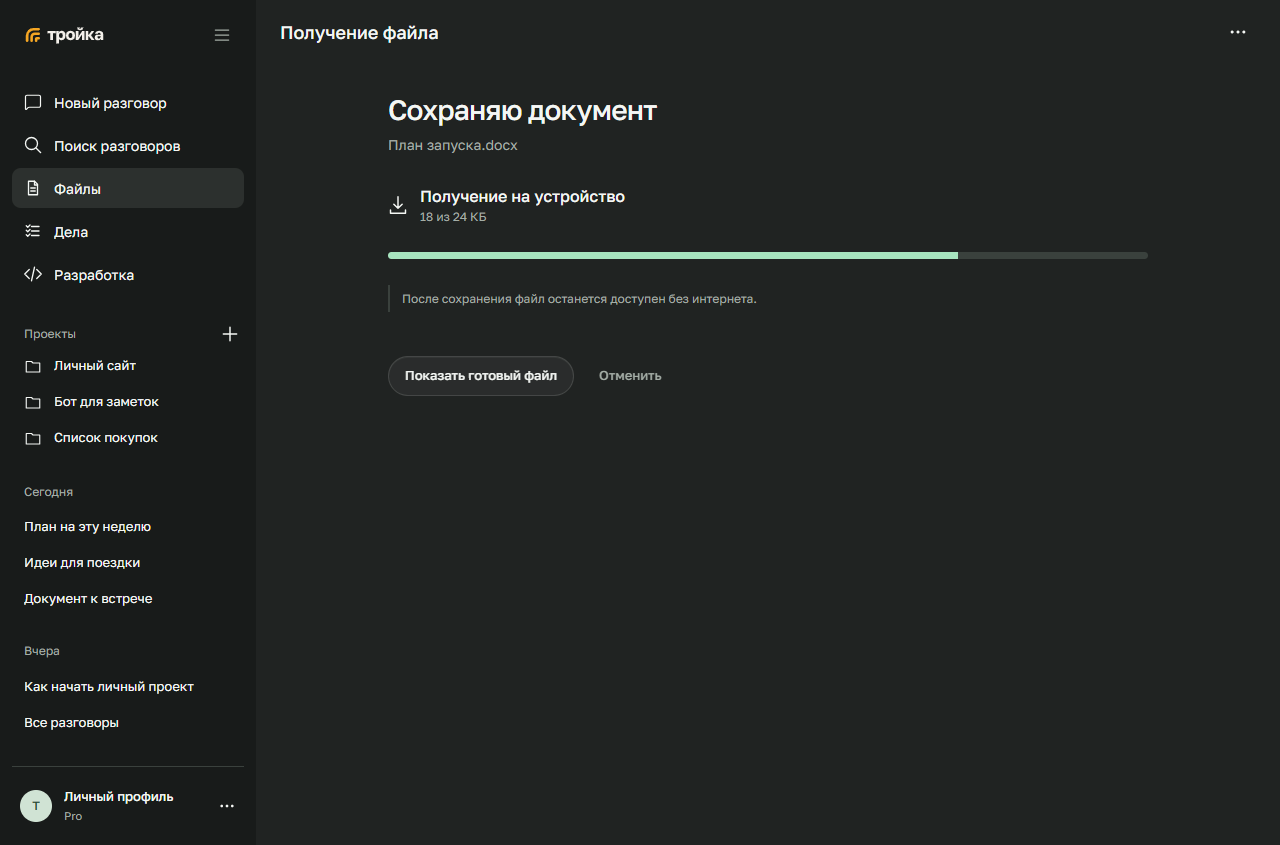 тройка
Новый разговор
Поиск разговоров
Файлы
Дела
Разработка
Проекты
Личный сайт
Бот для заметок
Список покупок
Сегодня
План на эту неделю
Идеи для поездки
Документ к встрече
Вчера
Как начать личный проект
Все разговоры
Т
Личный профиль
Pro
Получение файла
Сохраняю документ
План запуска.docx
Получение на устройство
18 из 24 КБ
После сохранения файл останется доступен без интернета.
Показать готовый файл
Отменить